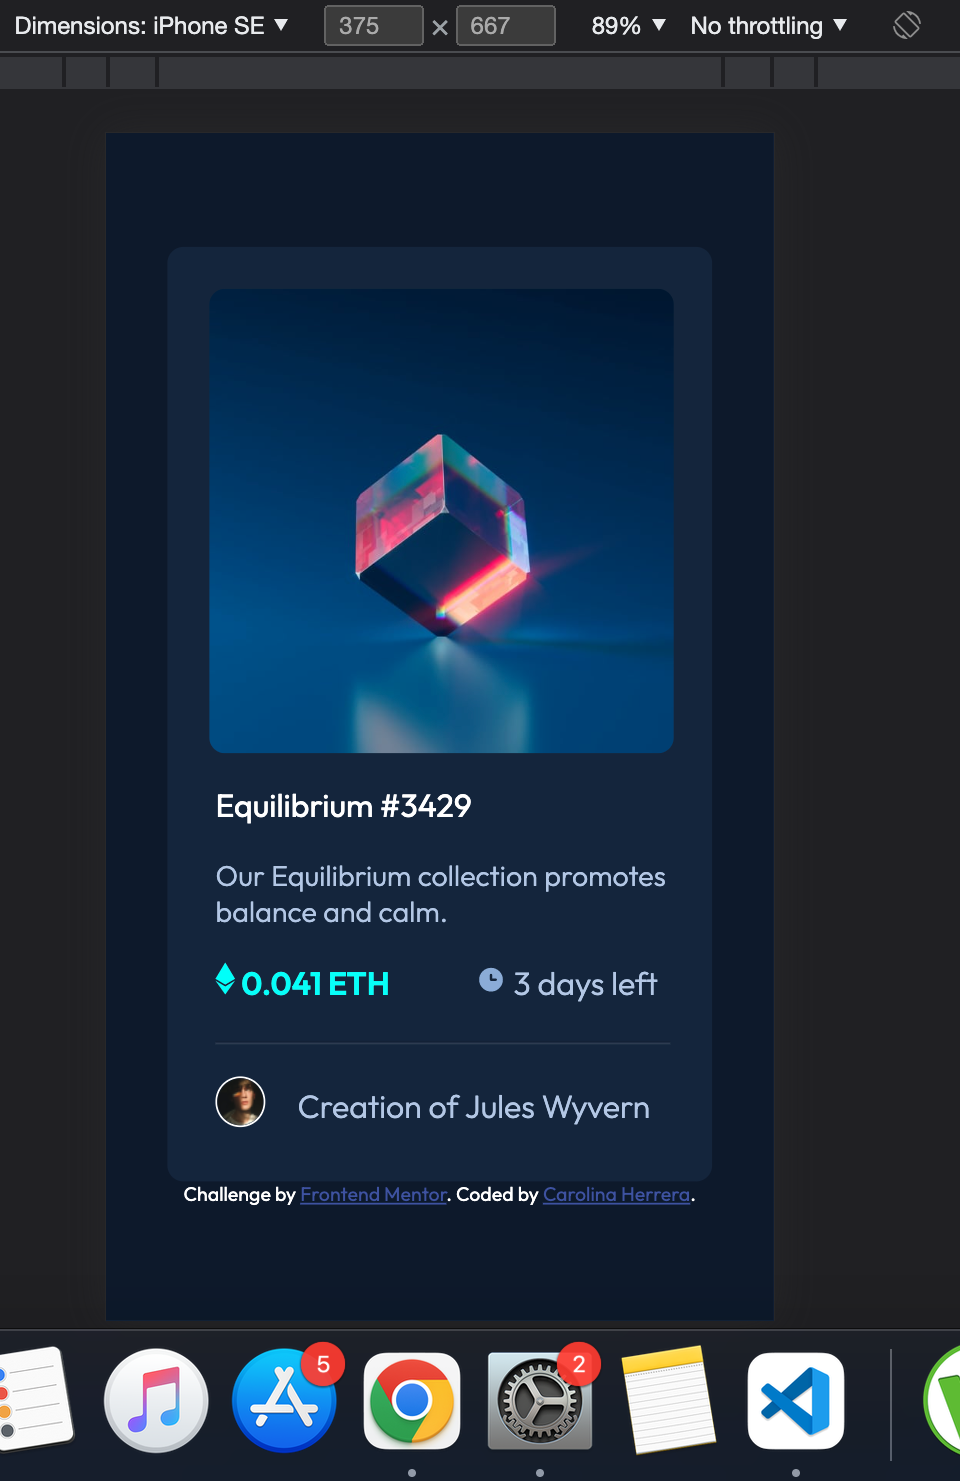 Dimensions: iPhone SE ▼ 375 × 667 89% ▼ No throttling ▼
Equilibrium #3429
Our Equilibrium collection promotes
balance and calm.
0.041 ETH 3 days left
Creation of Jules Wyvern
Challenge by Frontend Mentor. Coded by Carolina Herrera.
5 2